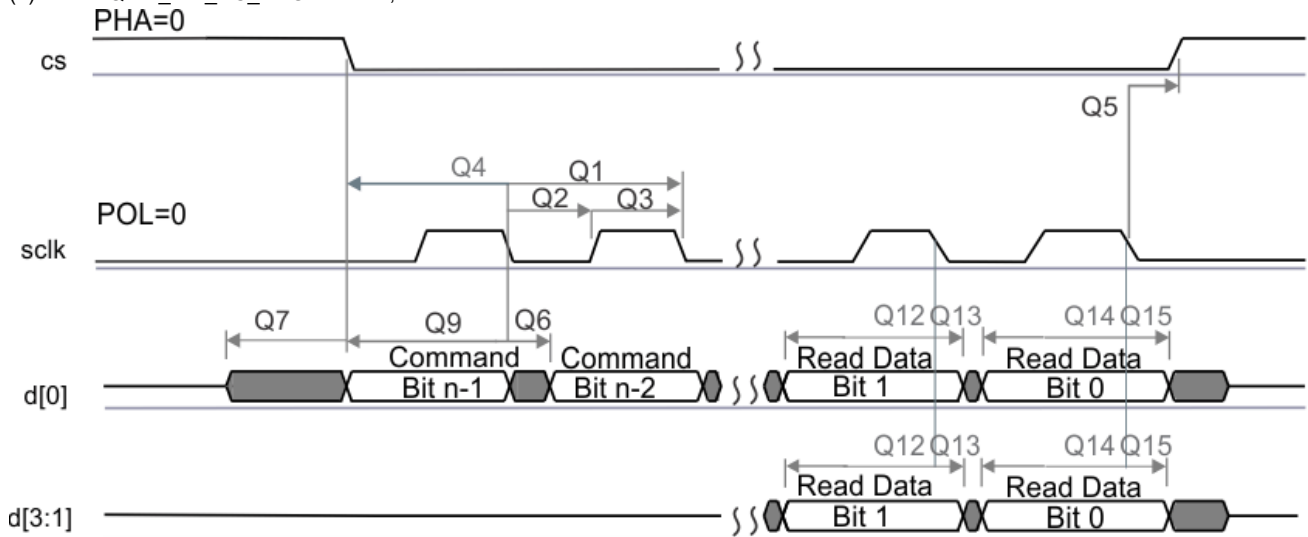 PHA=0
cs
Q5
Q4 Q1
Q2 Q3
POL=0
sclk
Q7 Q9 Q6 Q12 Q13 Q14 Q15
Command Command Read Data Read Data
d[0] Bit n-1 Bit n-2 Bit 1 Bit 0
Q12 Q13 Q14 Q15
Read Data Read Data
d[3:1] Bit 1 Bit 0